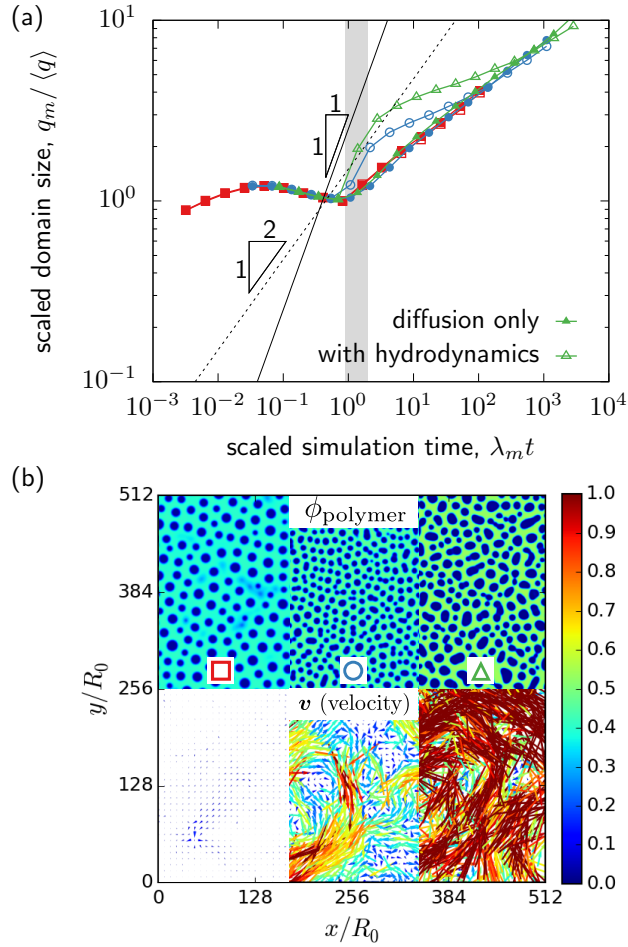 (a)
scaled domain size, q_m / ⟨q⟩
10^1
10^0
10^−1
1
1
2
1
diffusion only
with hydrodynamics
10^−3 10^−2 10^−1 10^0 10^1 10^2 10^3 10^4
scaled simulation time, λ_m t
(b)
512
384
256
128
0
y/R_0
ϕ_polymer
v (velocity)
0 128 256 384 512
x/R_0
1.0
0.9
0.8
0.7
0.6
0.5
0.4
0.3
0.2
0.1
0.0